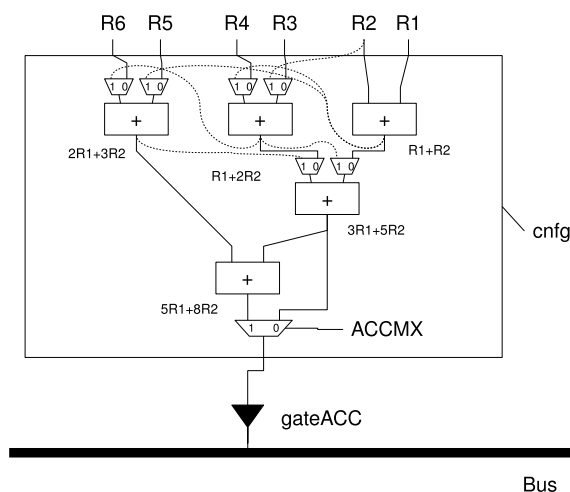 R6 R5 R4 R3 R2 R1
1 0 1 0 1 0 1 0
+ + +
2R1+3R2 R1+2R2 R1+R2
1 0 1 0
+
3R1+5R2
cnfg
+
5R1+8R2
1 0
ACCMX
gateACC
Bus